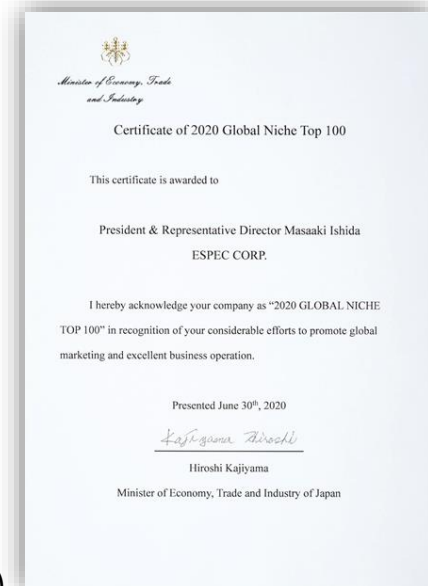 Minister of Economy, Trade
and Industry
Certificate of 2020 Global Niche Top 100
This certificate is awarded to
President & Representative Director Masaaki Ishida
ESPEC CORP.
I hereby acknowledge your company as “2020 GLOBAL NICHE
TOP 100” in recognition of your considerable efforts to promote global
marketing and excellent business operation.
Presented June 30th, 2020
Kajiyama Hiroshi
Hiroshi Kajiyama
Minister of Economy, Trade and Industry of Japan
)